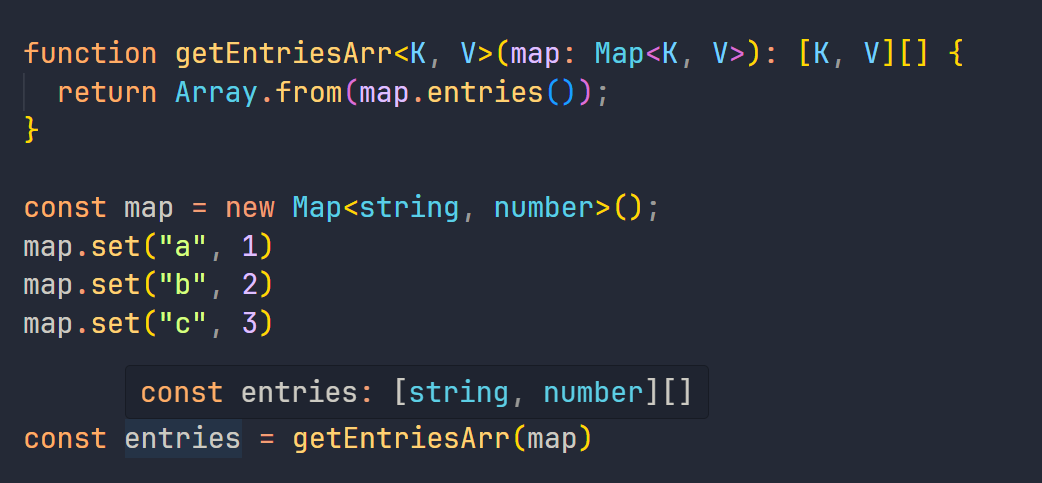 function getEntriesArr<K, V>(map: Map<K, V>): [K, V][] {
  return Array.from(map.entries());
}
const map = new Map<string, number>();
map.set("a", 1)
map.set("b", 2)
map.set("c", 3)
const entries: [string, number][]
const entries = getEntriesArr(map)